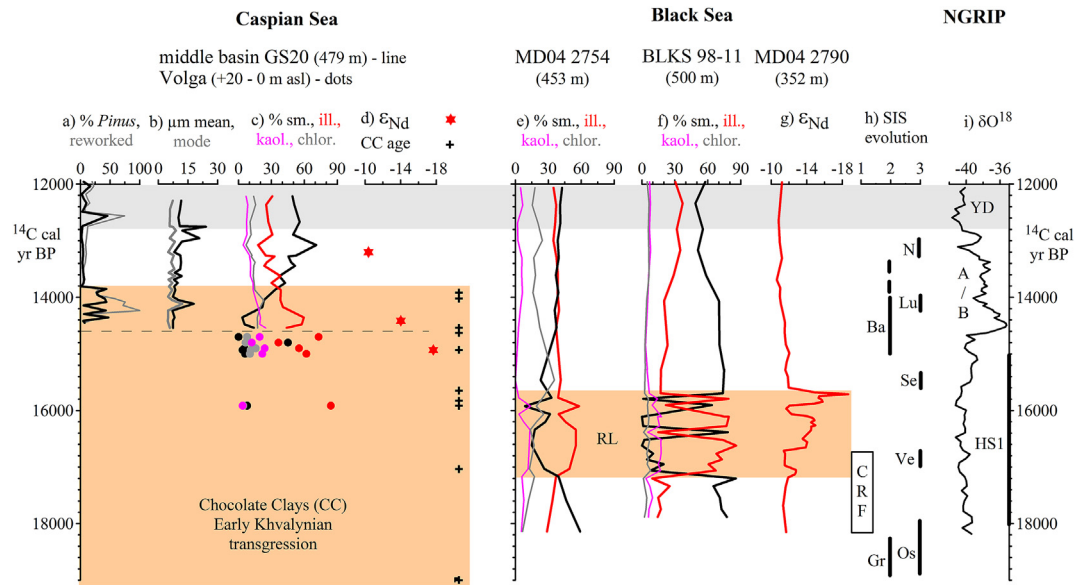 Caspian Sea
Black Sea
NGRIP
middle basin GS20 (479 m) - line
Volga (+20 - 0 m asl) - dots
MD04 2754
(453 m)
BLKS 98-11
(500 m)
MD04 2790
(352 m)
a) % Pinus,
reworked
b) µm mean,
mode
c) % sm., ill.,
kaol., chlor.
d) εNd
CC age
e) % sm., ill.,
kaol., chlor.
f) % sm., ill.,
kaol., chlor.
g) εNd
h) SIS
evolution
i) δO18
0 50 100
0 15 30
0 30 60 90
-10 -14 -18
0 30 60 90
0 30 60 90
-10 -14 -18
1 2 3
-40 -36
12000
14C cal
yr BP
14000
16000
18000
Chocolate Clays (CC)
Early Khvalynian
transgression
RL
C
R
F
N
Lu
Ba
Se
Ve
Gr
Os
YD
A
/
B
HS1
12000
14C cal
yr BP
14000
16000
18000